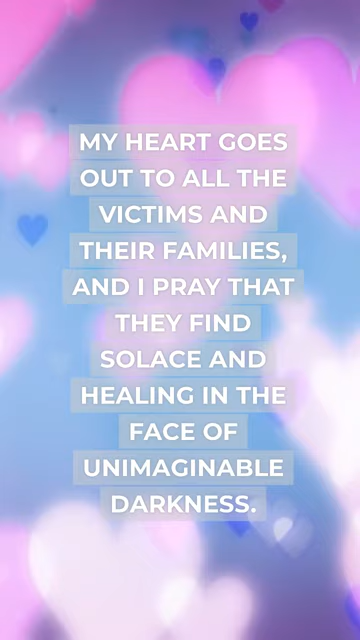 MY HEART GOES
OUT TO ALL THE
VICTIMS AND
THEIR FAMILIES,
AND I PRAY THAT
THEY FIND
SOLACE AND
HEALING IN THE
FACE OF
UNIMAGINABLE
DARKNESS.